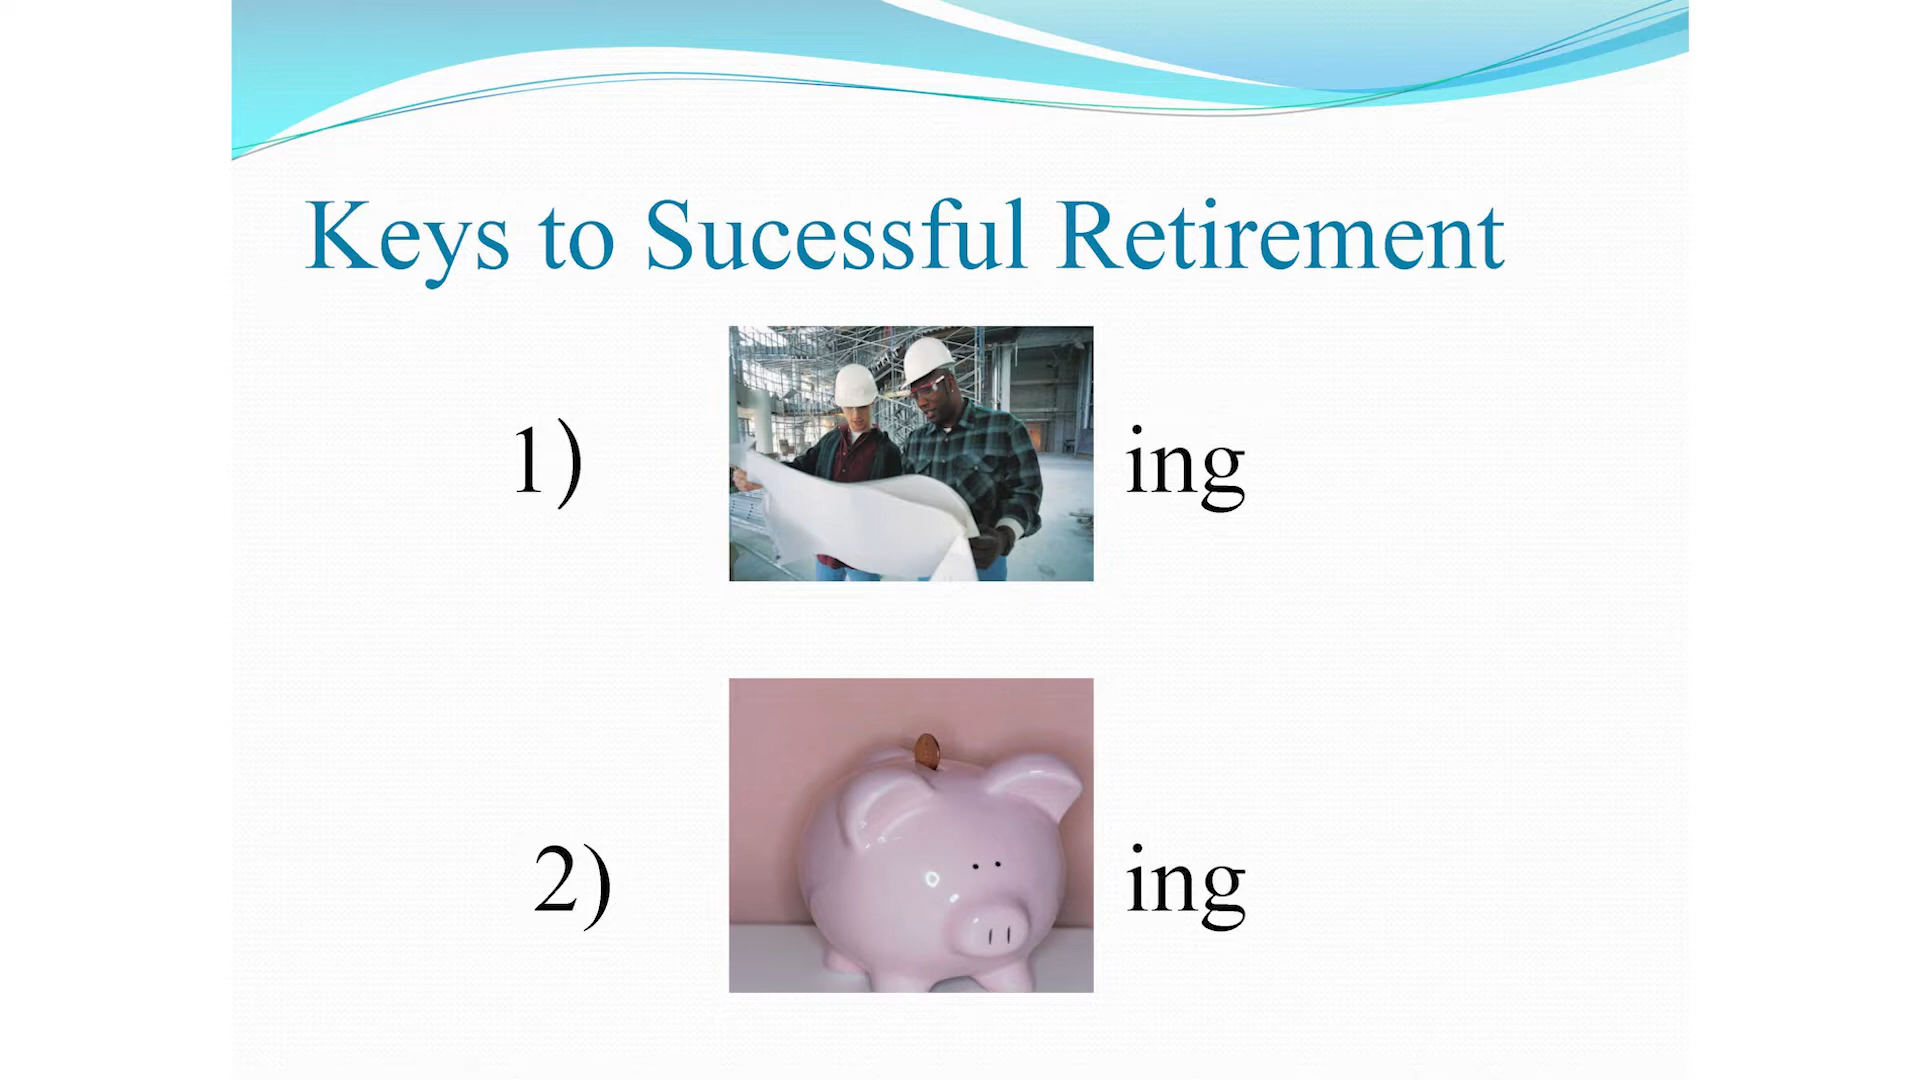 Keys to Sucessful Retirement
1) ing
2) ing